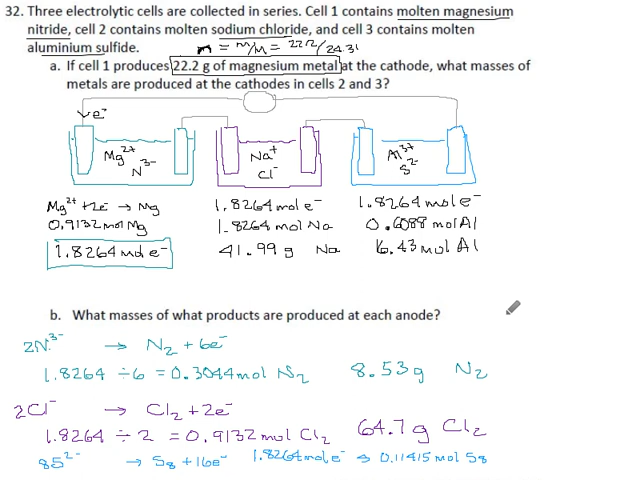 32. Three electrolytic cells are collected in series. Cell 1 contains molten magnesium
nitride, cell 2 contains molten sodium chloride, and cell 3 contains molten
aluminium sulfide. n = m/M = 22.2/24.31
a. If cell 1 produces 22.2 g of magnesium metal at the cathode, what masses of
metals are produced at the cathodes in cells 2 and 3?
e⁻
Mg²⁺ N³⁻ Na⁺ Cl⁻ Al³⁺ S²⁻
Mg²⁺ +2e⁻ → Mg 1.8264 mol e⁻ 1.8264 mol e⁻
0.9132 mol Mg 1.8264 mol Na 0.6088 mol Al
1.8264 mol e⁻ 41.99 g Na 16.43 mol Al
b. What masses of what products are produced at each anode?
2N³⁻ → N₂ + 6e⁻
1.8264 ÷ 6 = 0.3044 mol N₂ 8.53g N₂
2Cl⁻ → Cl₂ + 2e⁻
1.8264 ÷ 2 = 0.9132 mol Cl₂ 64.7g Cl₂
8S²⁻ → S8 + 16e⁻ 1.8264 mol e⁻ → 0.11415 mol S8